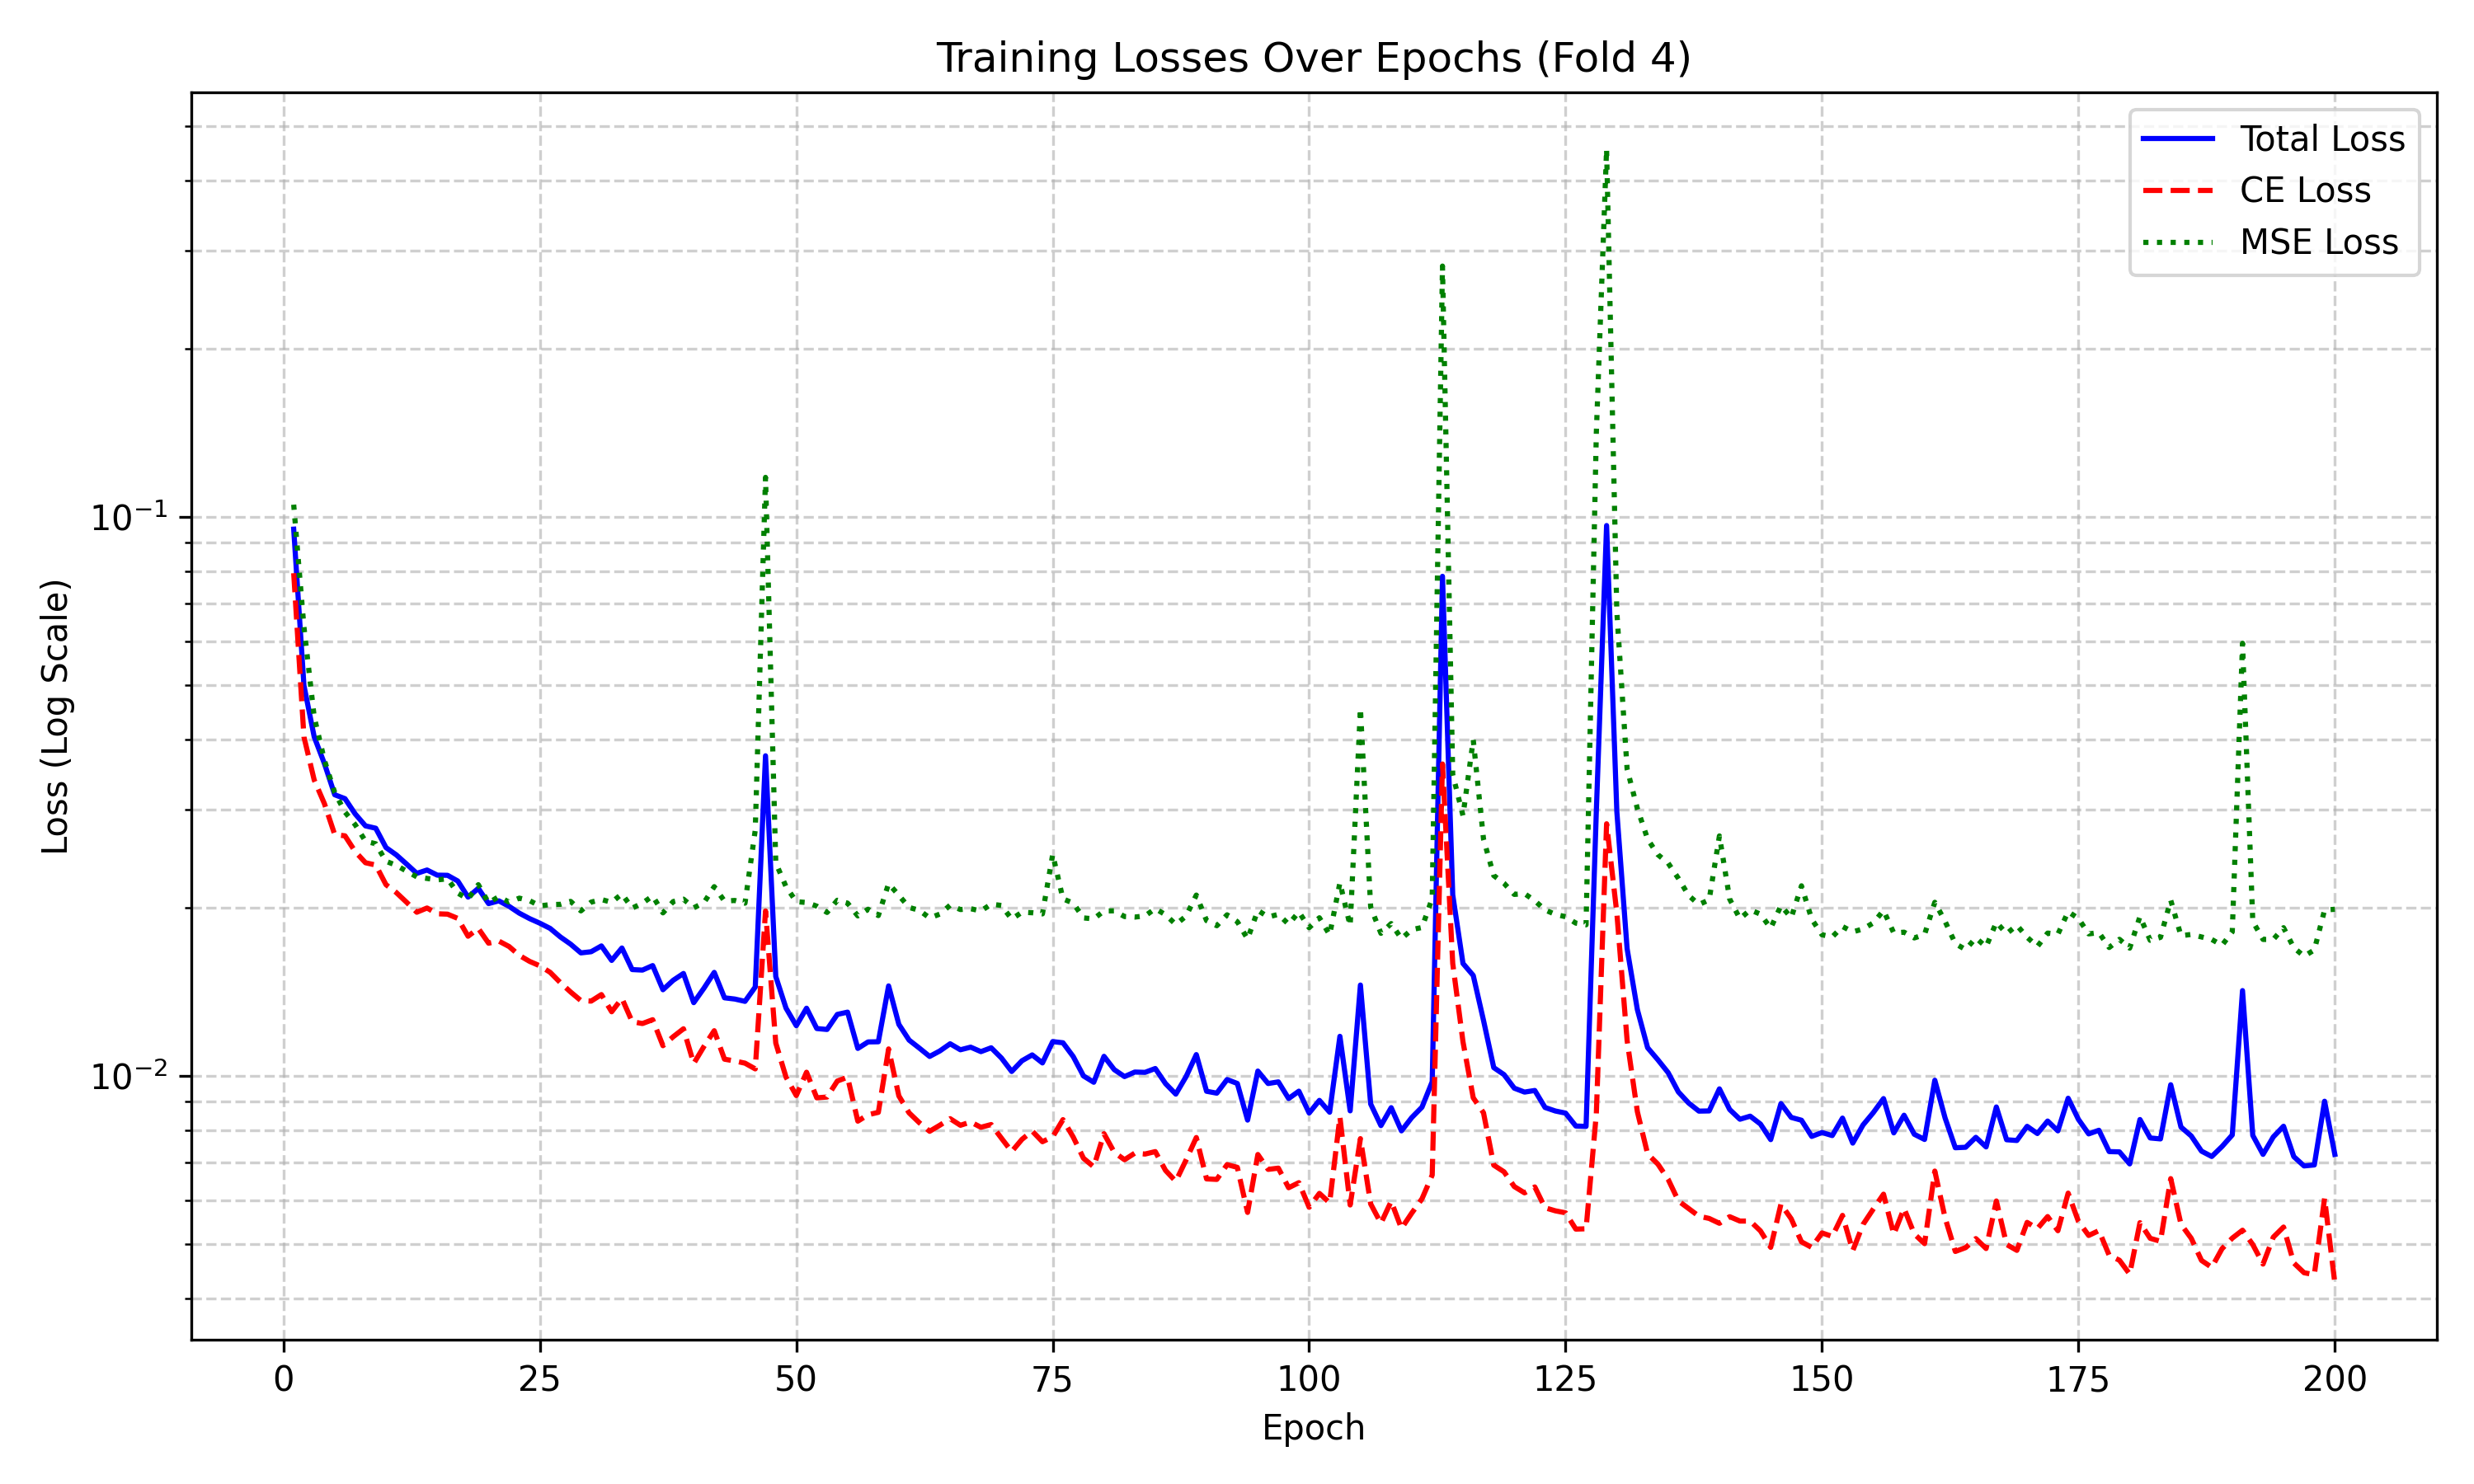 Training Losses Over Epochs (Fold 4)
Total Loss
CE Loss
MSE Loss
Loss (Log Scale)
10⁻¹
10⁻²
0 25 50 75 100 125 150 175 200
Epoch